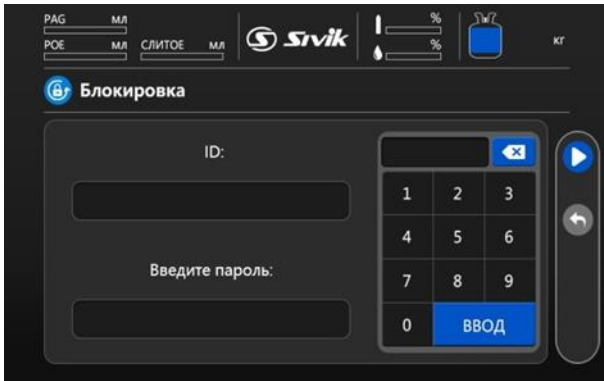 PAG МЛ
POE МЛ СЛИТОЕ МЛ
Sivik
%
%
кг
Блокировка
ID:
Введите пароль:
1 2 3
4 5 6
7 8 9
0 ВВОД